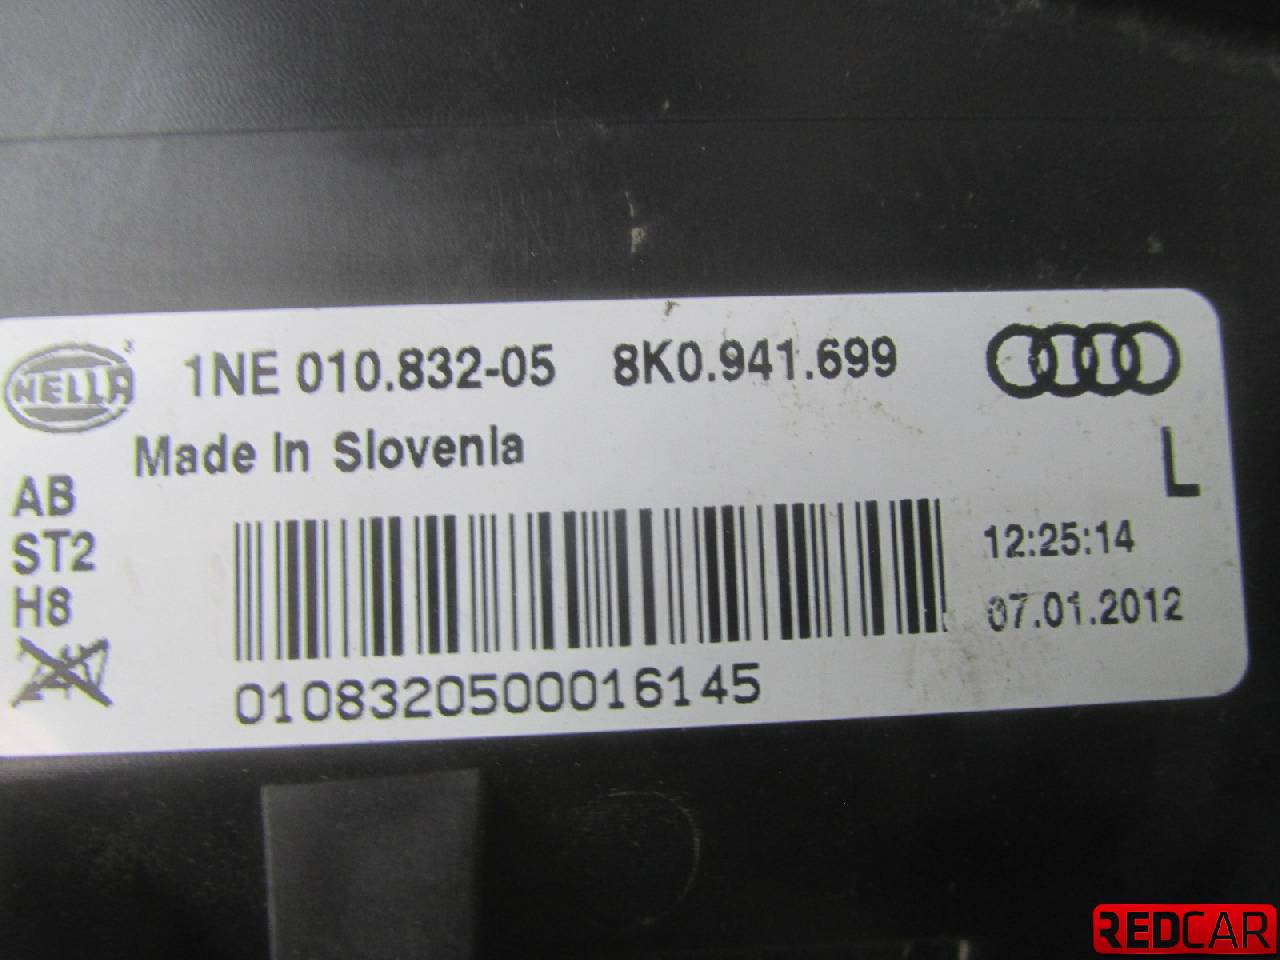 HELLA
1NE 010.832-05 8K0.941.699
Made In Slovenia
L
AB
ST2
H8
12:25:14
07.01.2012
0108320500016145
REDCAR